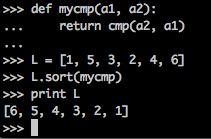 >>> def mycmp(a1, a2):
...     return cmp(a2, a1)
...
>>> L = [1, 5, 3, 2, 4, 6]
>>> L.sort(mycmp)
>>> print L
[6, 5, 4, 3, 2, 1]
>>>